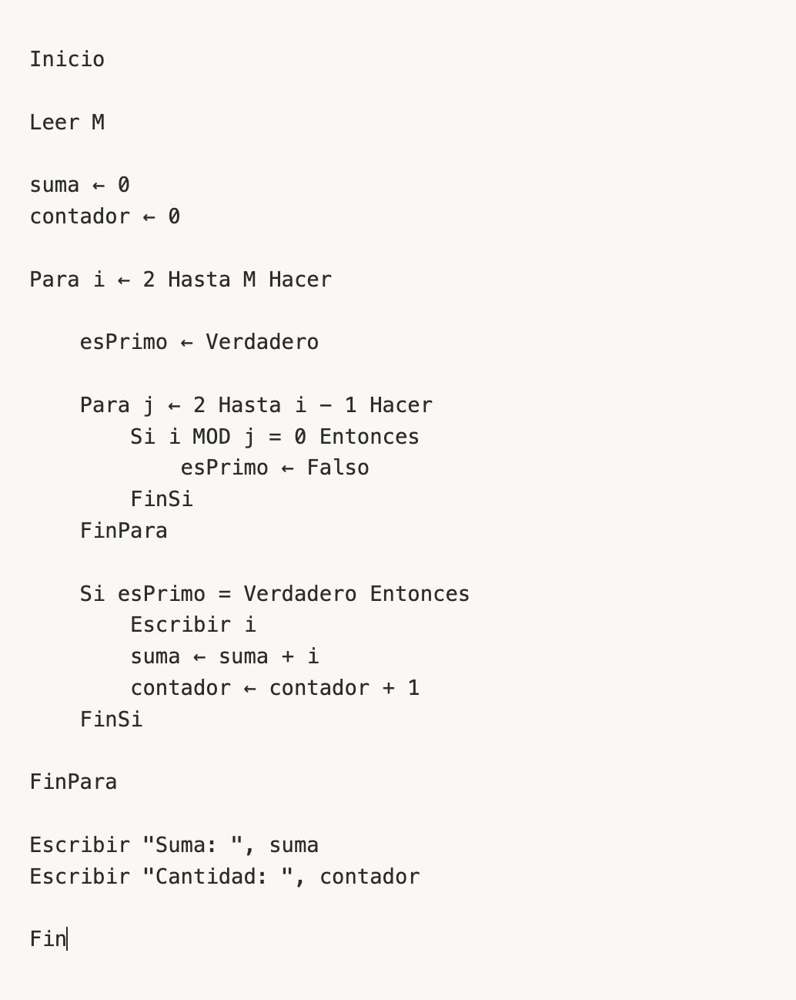 Inicio
Leer M
suma ← 0
contador ← 0
Para i ← 2 Hasta M Hacer
esPrimo ← Verdadero
Para j ← 2 Hasta i − 1 Hacer
Si i MOD j = 0 Entonces
esPrimo ← Falso
FinSi
FinPara
Si esPrimo = Verdadero Entonces
Escribir i
suma ← suma + i
contador ← contador + 1
FinSi
FinPara
Escribir "Suma: ", suma
Escribir "Cantidad: ", contador
Fin